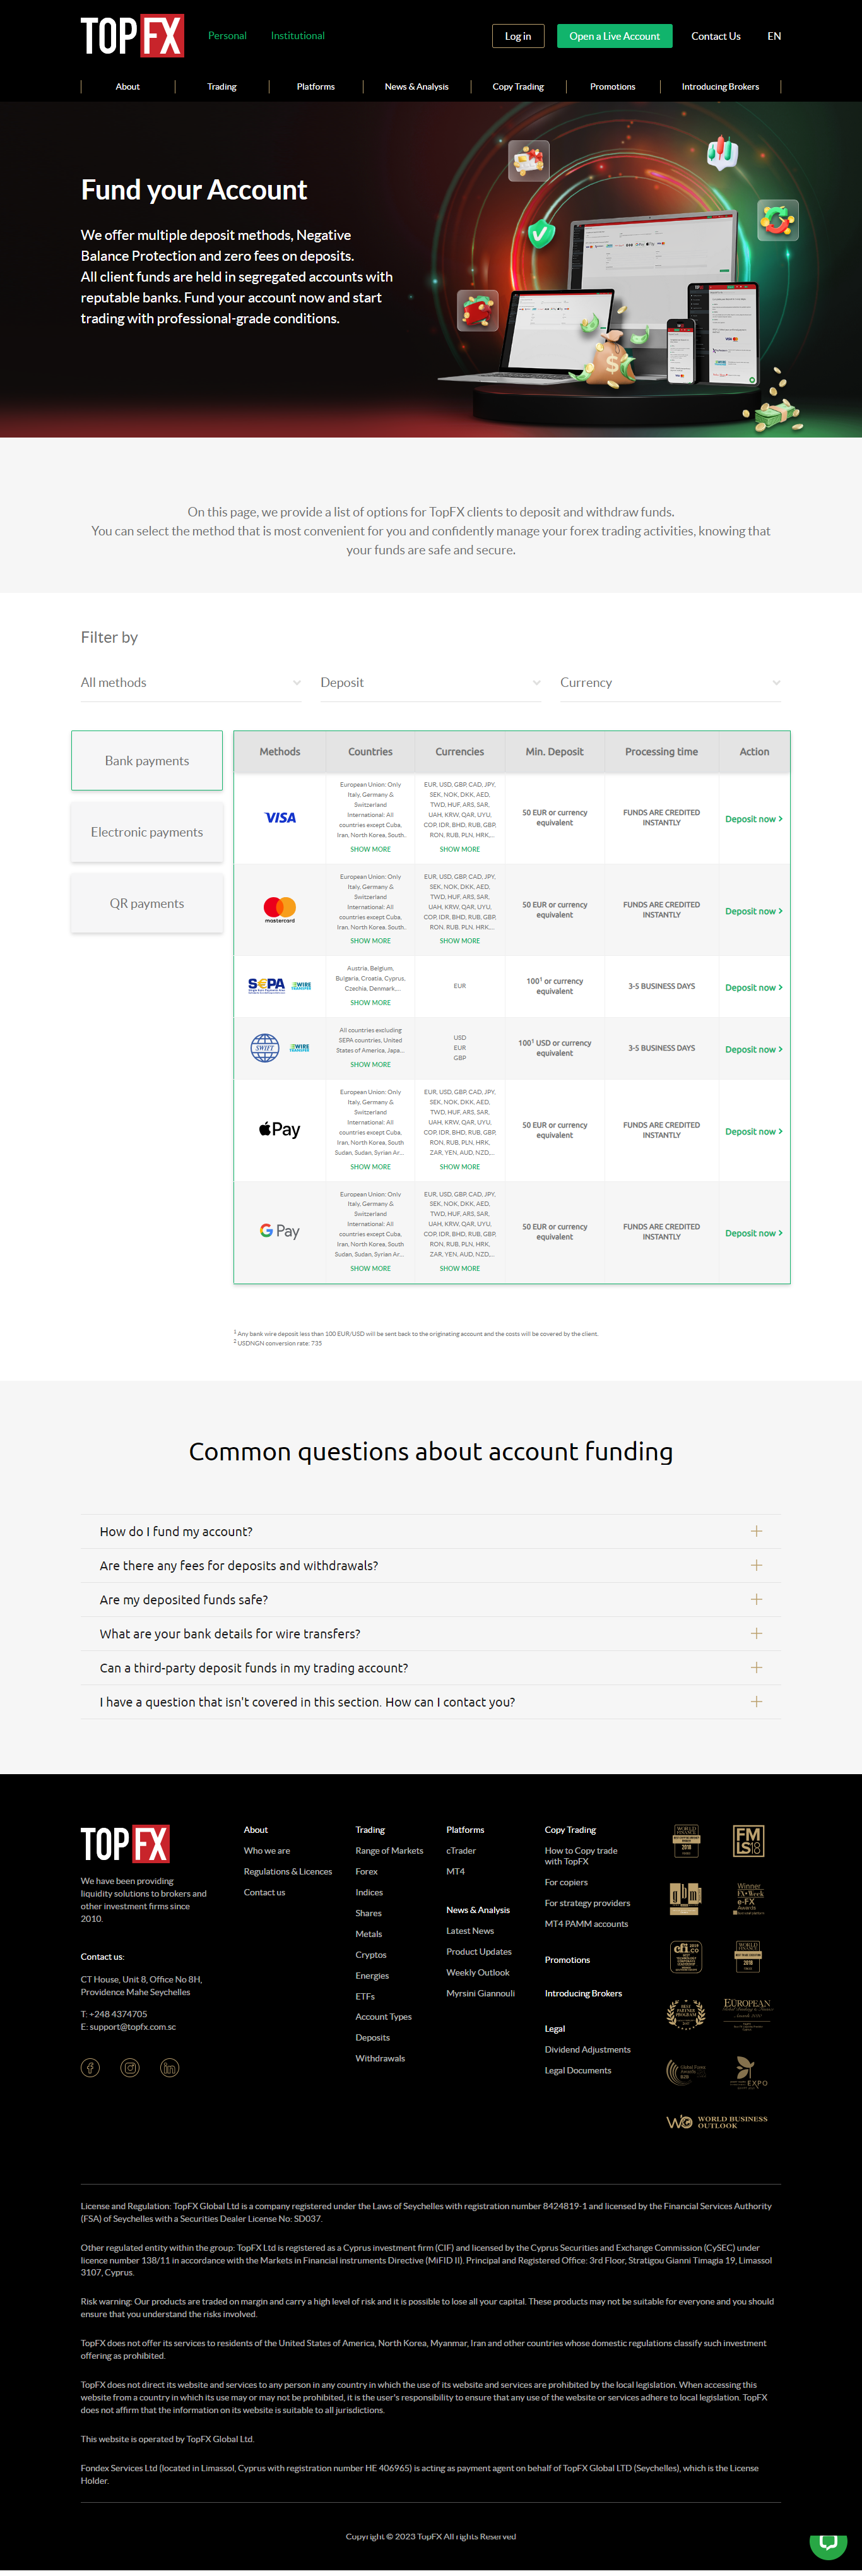 TOPFX
Personal
Institutional
Log in
Open a Live Account
Contact Us
EN
About
Trading
Platforms
News & Analysis
Copy Trading
Promotions
Introducing Brokers
Fund your Account
We offer multiple deposit methods, Negative
Balance Protection and zero fees on deposits.
All client funds are held in segregated accounts with
reputable banks. Fund your account now and start
trading with professional-grade conditions.
On this page, we provide a list of options for TopFX clients to deposit and withdraw funds.
You can select the method that is most convenient for you and confidently manage your forex trading activities, knowing that
your funds are safe and secure.
Filter by
All methods
Deposit
Currency
Bank payments
Electronic payments
QR payments
Methods
Countries
Currencies
Min. Deposit
Processing time
Action
VISA
European Union: Only
Italy, Germany &
Switzerland
International: All
countries except Cuba,
Iran, North Korea, South.
SHOW MORE
EUR, USD, GBP, CAD, JPY,
SEK, NOK, DKK, AED,
TWD, HUF, ARS, SAR,
UAH, KRW, QAR, UYU,
COP, IDR, BHD, RUB, GBP,
RON, RUB, PLN, HRK,...
SHOW MORE
50 EUR or currency
equivalent
FUNDS ARE CREDITED
INSTANTLY
Deposit now
mastercard
European Union: Only
Italy, Germany &
Switzerland
International: All
countries except Cuba,
Iran, North Korea, South.
SHOW MORE
EUR, USD, GBP, CAD, JPY,
SEK, NOK, DKK, AED,
TWD, HUF, ARS, SAR,
UAH, KRW, QAR, UYU,
COP, IDR, BHD, RUB, GBP,
RON, RUB, PLN, HRK,...
SHOW MORE
50 EUR or currency
equivalent
FUNDS ARE CREDITED
INSTANTLY
Deposit now
SEPA
WIRE
TRANSFER
Austria, Belgium,
Bulgaria, Croatia, Cyprus,
Czechia, Denmark,...
SHOW MORE
EUR
100¹ or currency
equivalent
3-5 BUSINESS DAYS
Deposit now
SWIFT
WIRE
TRANSFER
All countries excluding
SEPA countries, United
States of America, Japa...
SHOW MORE
USD
EUR
GBP
100¹ USD or currency
equivalent
3-5 BUSINESS DAYS
Deposit now
Pay
European Union: Only
Italy, Germany &
Switzerland
International: All
countries except Cuba,
Iran, North Korea, South
Sudan, Sudan, Syrian Ar...
SHOW MORE
EUR, USD, GBP, CAD, JPY,
SEK, NOK, DKK, AED,
TWD, HUF, ARS, SAR,
UAH, KRW, QAR, UYU,
COP, IDR, BHD, RUB, GBP,
RON, RUB, PLN, HRK,
ZAR, YEN, AUD, NZD,...
SHOW MORE
50 EUR or currency
equivalent
FUNDS ARE CREDITED
INSTANTLY
Deposit now
G Pay
European Union: Only
Italy, Germany &
Switzerland
International: All
countries except Cuba,
Iran, North Korea, South
Sudan, Sudan, Syrian Ar...
SHOW MORE
EUR, USD, GBP, CAD, JPY,
SEK, NOK, DKK, AED,
TWD, HUF, ARS, SAR,
UAH, KRW, QAR, UYU,
COP, IDR, BHD, RUB, GBP,
RON, RUB, PLN, HRK,
ZAR, YEN, AUD, NZD,...
SHOW MORE
50 EUR or currency
equivalent
FUNDS ARE CREDITED
INSTANTLY
Deposit now
¹ Any bank wire deposit less than 100 EUR/USD will be sent back to the originating account and the costs will be covered by the client.
² USDNGN conversion rate: 735
Common questions about account funding
How do I fund my account?
Are there any fees for deposits and withdrawals?
Are my deposited funds safe?
What are your bank details for wire transfers?
Can a third-party deposit funds in my trading account?
I have a question that isn't covered in this section. How can I contact you?
TOPFX
We have been providing
liquidity solutions to brokers and
other investment firms since
2010.
Contact us:
CT House, Unit 8, Office No 8H,
Providence Mahe Seychelles
T: +248 4374705
E: support@topfx.com.sc
About
Who we are
Regulations & Licences
Contact us
Trading
Range of Markets
Forex
Indices
Shares
Metals
Cryptos
Energies
ETFs
Account Types
Deposits
Withdrawals
Platforms
cTrader
MT4
News & Analysis
Latest News
Product Updates
Weekly Outlook
Myrsini Giannouli
Copy Trading
How to Copy trade
with TopFX
For copiers
For strategy providers
MT4 PAMM accounts
Promotions
Introducing Brokers
Legal
Dividend Adjustments
Legal Documents
WORLD
FINANCE
2018
FM
LS18
gbm
Winner
FX Week
e-FX
Awards
cfi.co
WORLD
FINANCE
2018
BEST
PARTNER
PROGRAM
EUROPEAN
EXPO
WORLD BUSINESS
OUTLOOK
License and Regulation: TopFX Global Ltd is a company registered under the Laws of Seychelles with registration number 8424819-1 and licensed by the Financial Services Authority
(FSA) of Seychelles with a Securities Dealer License No: SD037.
Other regulated entity within the group: TopFX Ltd is registered as a Cyprus investment firm (CIF) and licensed by the Cyprus Securities and Exchange Commission (CySEC) under
licence number 138/11 in accordance with the Markets in Financial instruments Directive (MiFID II). Principal and Registered Office: 3rd Floor, Stratigou Gianni Timagia 19, Limassol
3107, Cyprus.
Risk warning: Our products are traded on margin and carry a high level of risk and it is possible to lose all your capital. These products may not be suitable for everyone and you should
ensure that you understand the risks involved.
TopFX does not offer its services to residents of the United States of America, North Korea, Myanmar, Iran and other countries whose domestic regulations classify such investment
offering as prohibited.
TopFX does not direct its website and services to any person in any country in which the use of its website and services are prohibited by the local legislation. When accessing this
website from a country in which its use may or may not be prohibited, it is the user's responsibility to ensure that any use of the website or services adhere to local legislation. TopFX
does not affirm that the information on its website is suitable to all jurisdictions.
This website is operated by TopFX Global Ltd.
Fondex Services Ltd (located in Limassol, Cyprus with registration number HE 406965) is acting as payment agent on behalf of TopFX Global LTD (Seychelles), which is the License
Holder.
Copyright © 2023 TopFX All rights Reserved